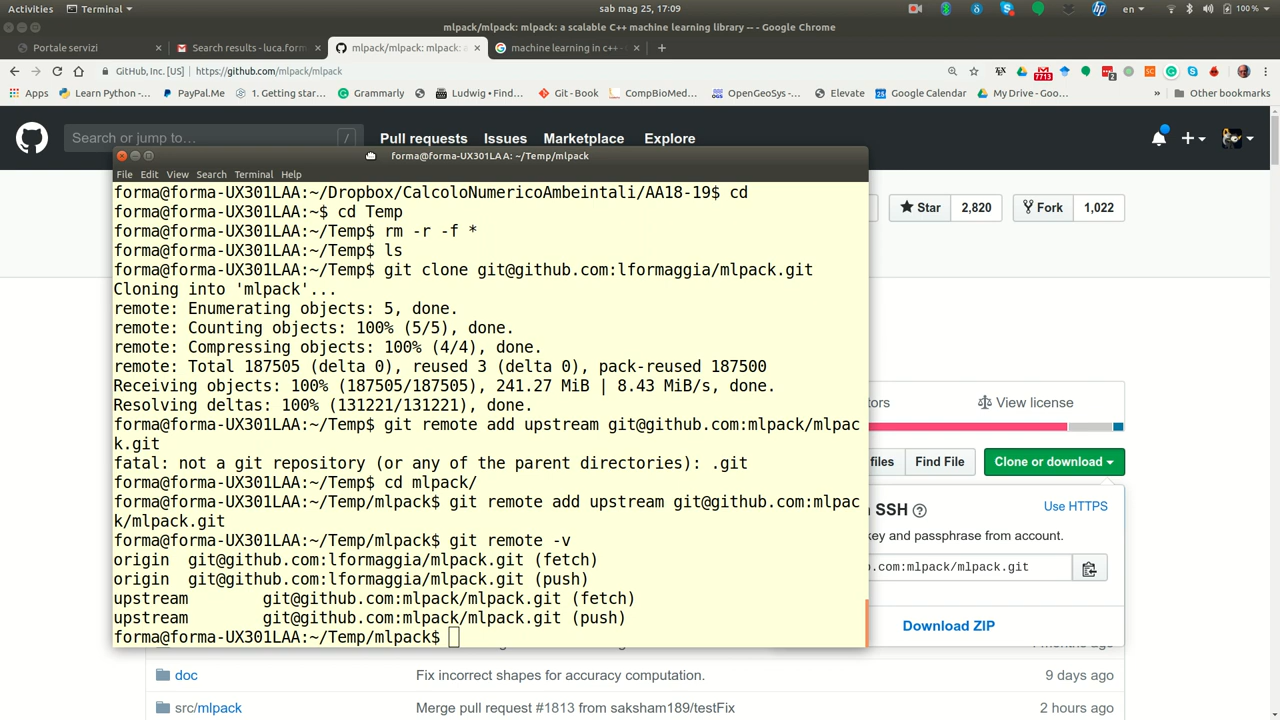 Activities
Terminal
sab mag 25, 17:09
en
100 %
mlpack/mlpack: mlpack: a scalable C++ machine learning library -- - Google Chrome
Portale servizi
Search results - luca.form
mlpack/mlpack: mlpack: a
machine learning in c++ -
GitHub, Inc. [US]
https://github.com/mlpack/mlpack
7713
2
Apps
Learn Python -...
PayPal.Me
1. Getting star...
Grammarly
Ludwig • Find...
Git - Book
CompBioMed...
OpenGeoSys -...
Elevate
Google Calendar
My Drive - Goo...
»
Other bookmarks
Search or jump to...
/
Pull requests
Issues
Marketplace
Explore
forma@forma-UX301LAA: ~/Temp/mlpack
File Edit View Search Terminal Help
forma@forma-UX301LAA:~/Dropbox/CalcoloNumericoAmbeintali/AA18-19$ cd
forma@forma-UX301LAA:~$ cd Temp
forma@forma-UX301LAA:~/Temp$ rm -r -f *
forma@forma-UX301LAA:~/Temp$ ls
forma@forma-UX301LAA:~/Temp$ git clone git@github.com:lformaggia/mlpack.git
Cloning into 'mlpack'...
remote: Enumerating objects: 5, done.
remote: Counting objects: 100% (5/5), done.
remote: Compressing objects: 100% (4/4), done.
remote: Total 187505 (delta 0), reused 3 (delta 0), pack-reused 187500
Receiving objects: 100% (187505/187505), 241.27 MiB | 8.43 MiB/s, done.
Resolving deltas: 100% (131221/131221), done.
forma@forma-UX301LAA:~/Temp$ git remote add upstream git@github.com:mlpack/mlpac
k.git
fatal: not a git repository (or any of the parent directories): .git
forma@forma-UX301LAA:~/Temp$ cd mlpack/
forma@forma-UX301LAA:~/Temp/mlpack$ git remote add upstream git@github.com:mlpac
k/mlpack.git
forma@forma-UX301LAA:~/Temp/mlpack$ git remote -v
origin  git@github.com:lformaggia/mlpack.git (fetch)
origin  git@github.com:lformaggia/mlpack.git (push)
upstream        git@github.com:mlpack/mlpack.git (fetch)
upstream        git@github.com:mlpack/mlpack.git (push)
forma@forma-UX301LAA:~/Temp/mlpack$
Star 2,820
Fork 1,022
View license
Find File
Clone or download
SSH
Use HTTPS
key and passphrase from account.
.com:mlpack/mlpack.git
Download ZIP
doc
Fix incorrect shapes for accuracy computation.
9 days ago
src/mlpack
Merge pull request #1813 from saksham189/testFix
2 hours ago